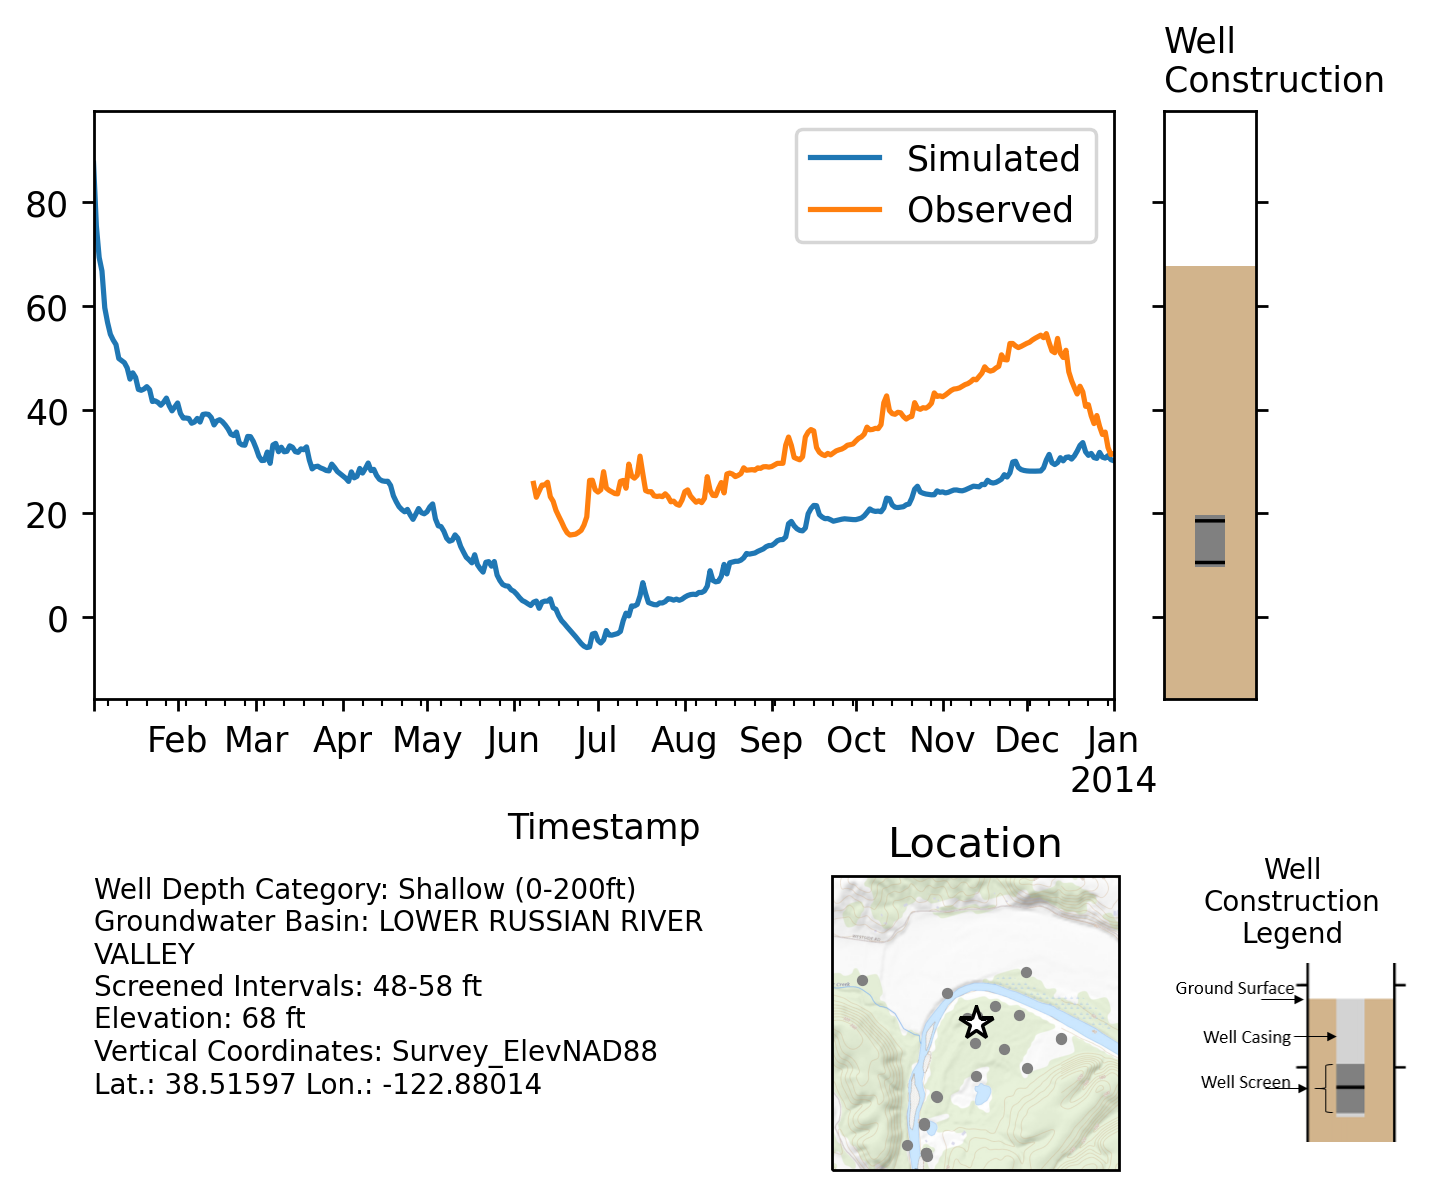 Well
Construction
Simulated
Observed
80
60
40
20
0
Feb Mar Apr May Jun Jul Aug Sep Oct Nov Dec Jan
2014
Timestamp
Well Depth Category: Shallow (0-200ft)
Groundwater Basin: LOWER RUSSIAN RIVER
VALLEY
Screened Intervals: 48-58 ft
Elevation: 68 ft
Vertical Coordinates: Survey_ElevNAD88
Lat.: 38.51597 Lon.: -122.88014
Location
Well
Construction
Legend
Ground Surface
Well Casing
Well Screen